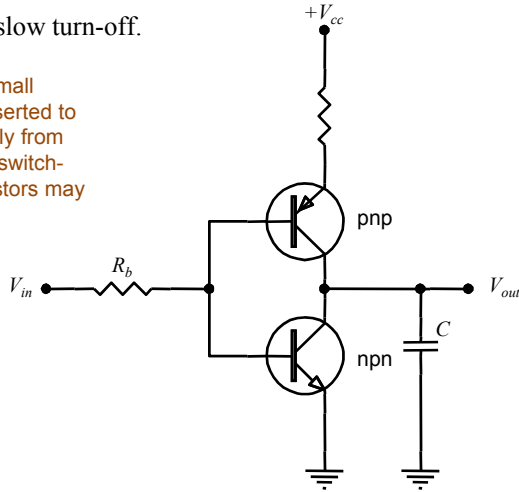 slow turn-off.
+Vcc
mall
serted to
ly from
switch-
stors may
pnp
Rb
Vin
Vout
C
npn